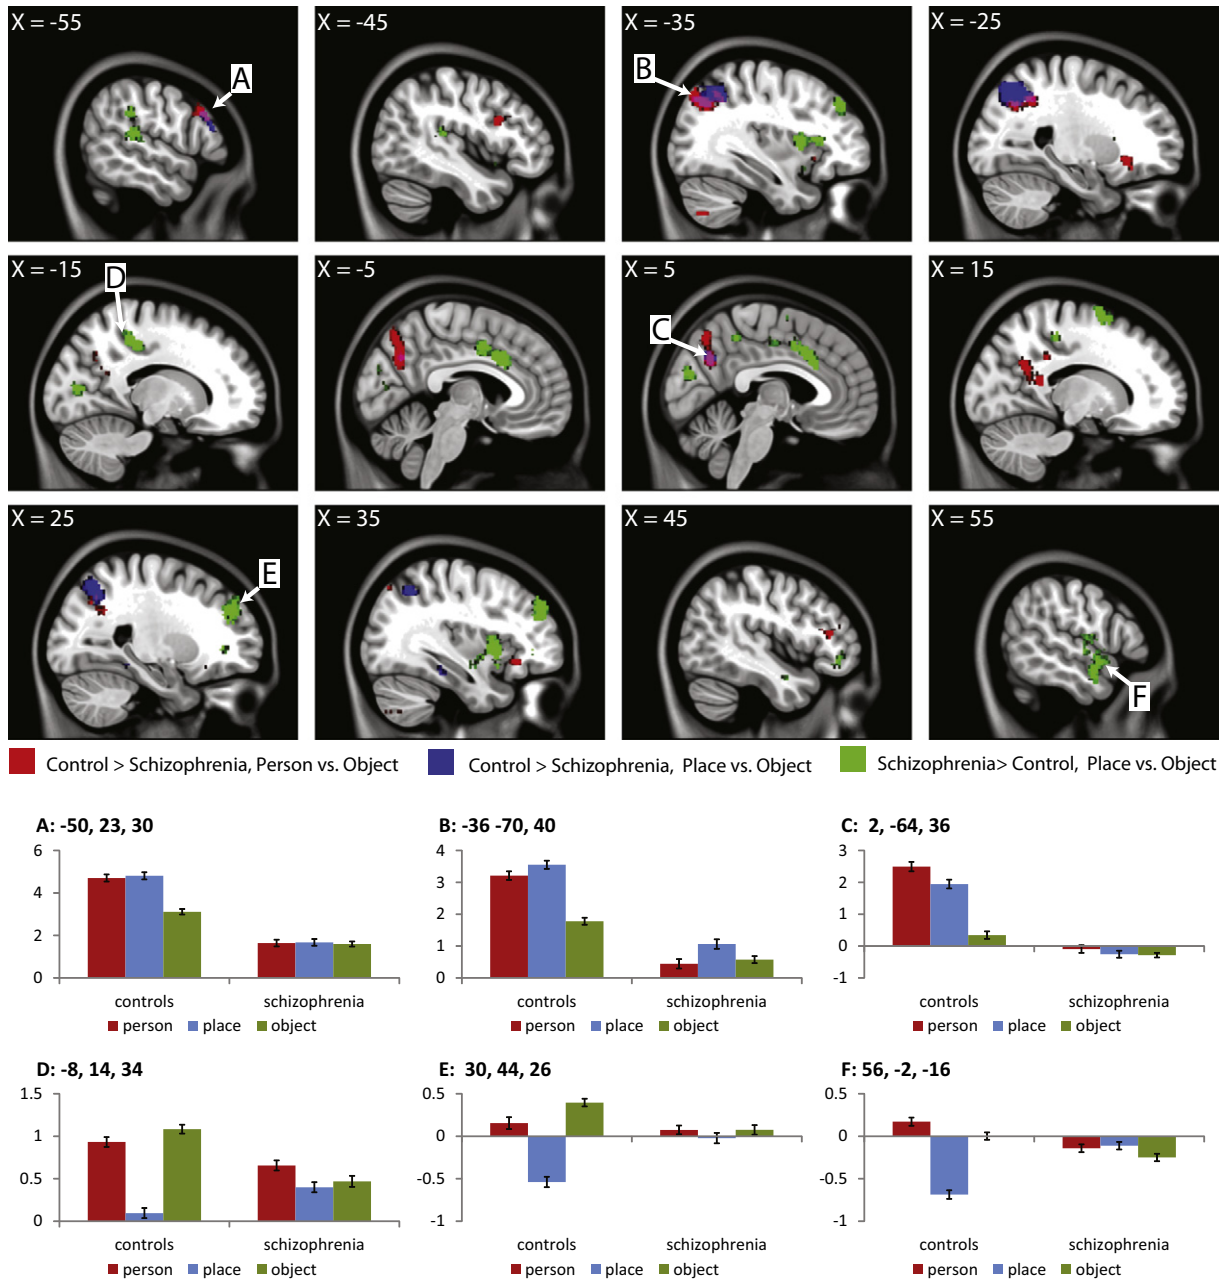 X = -55
X = -45
X = -35
X = -25
A
B
X = -15
X = -5
X = 5
X = 15
D
C
X = 25
X = 35
X = 45
X = 55
E
F
Control > Schizophrenia, Person vs. Object
Control > Schizophrenia, Place vs. Object
Schizophrenia> Control, Place vs. Object
A: -50, 23, 30
6
4
2
0
controls
schizophrenia
person place object
B: -36 -70, 40
4
3
2
1
0
controls
schizophrenia
person place object
C: 2, -64, 36
3
2
1
0
-1
controls
schizophrenia
person place object
D: -8, 14, 34
1.5
1
0.5
0
controls
schizophrenia
person place object
E: 30, 44, 26
0.5
0
-0.5
-1
controls
schizophrenia
person place object
F: 56, -2, -16
0.5
0
-0.5
-1
controls
schizophrenia
person place object